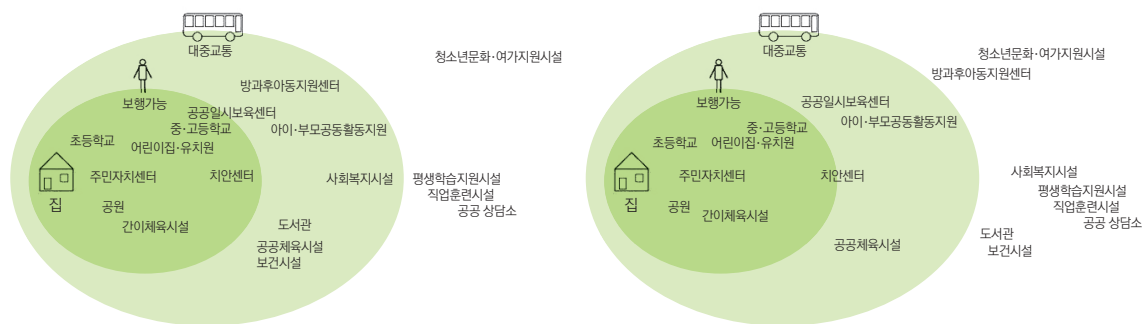 대중교통
청소년문화·여가지원시설
방과후아동지원센터
보행가능
공공일시보육센터
중·고등학교
아이·부모공동활동지원
초등학교
어린이집·유치원
주민자치센터
치안센터
사회복지시설
평생학습지원시설
직업훈련시설
공공 상담소
집
공원
간이체육시설
도서관
공공체육시설
보건시설
대중교통
청소년문화·여가지원시설
방과후아동지원센터
보행가능
공공일시보육센터
아이·부모공동활동지원
중·고등학교
초등학교
어린이집·유치원
주민자치센터
치안센터
사회복지시설
평생학습지원시설
직업훈련시설
공공 상담소
집
공원
간이체육시설
도서관
공공체육시설
보건시설